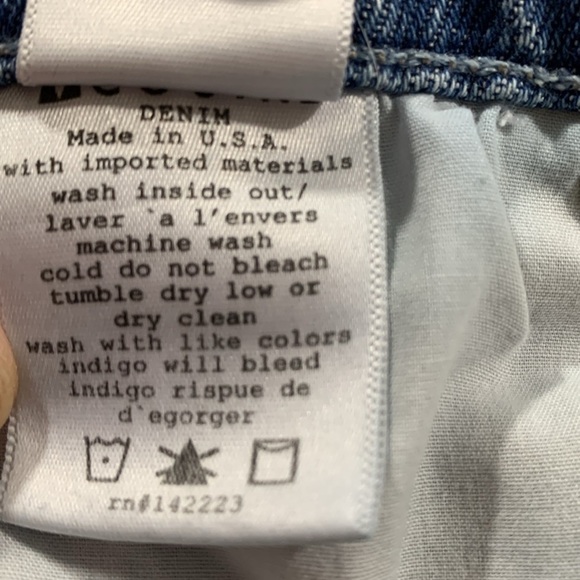 DENIM
Made in U.S.A.
with imported materials
wash inside out/
laver `a l'envers
machine wash
cold do not bleach
tumble dry low or
dry clean
wash with like colors
indigo will bleed
indigo rispue de
d`egorger
rn#142223